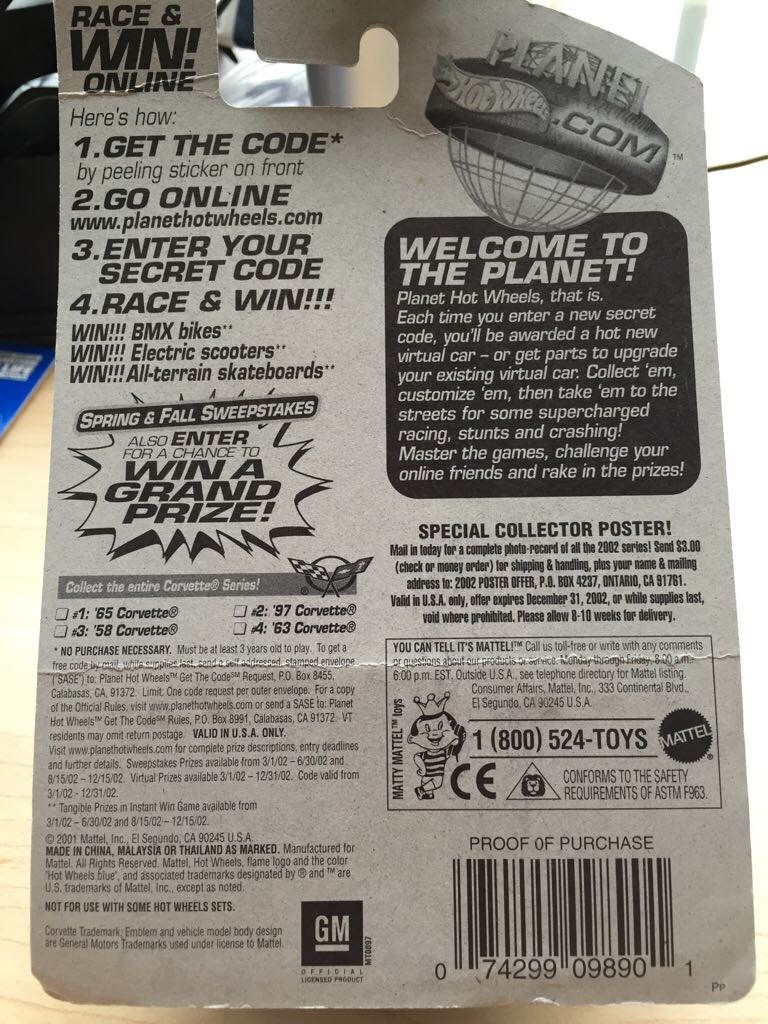 RACE &
WIN!
ONLINE
Here's how:
1.GET THE CODE*
by peeling sticker on front
2.GO ONLINE
www.planethotwheels.com
3.ENTER YOUR
SECRET CODE
4.RACE & WIN!!!
WIN!!! BMX bikes**
WIN!!! Electric scooters**
WIN!!! All-terrain skateboards**
SPRING & FALL SWEEPSTAKES
ALSO ENTER
FOR A CHANCE TO
WIN A
GRAND
PRIZE!
PLANET
HOT WHEELS
.COM™
WELCOME TO
THE PLANET!
Planet Hot Wheels, that is.
Each time you enter a new secret
code, you'll be awarded a hot new
virtual car – or get parts to upgrade
your existing virtual car. Collect 'em,
customize 'em, then take 'em to the
streets for some supercharged
racing, stunts and crashing!
Master the games, challenge your
online friends and rake in the prizes!
Collect the entire Corvette® Series!
#1: '65 Corvette® #2: '97 Corvette®
#3: '58 Corvette® #4: '63 Corvette®
* NO PURCHASE NECESSARY. Must be at least 3 years old to play. To get a
free code by mail, while supplies last, send a self addressed, stamped envelope
("SASE") to: Planet Hot Wheels™ Get The Code℠ Request, P.O. Box 8455,
Calabasas, CA, 91372. Limit: One code request per outer envelope. For a copy
of the Official Rules, visit www.planethotwheels.com or send a SASE to: Planet
Hot Wheels™ Get The Code℠ Rules, P.O. Box 8991, Calabasas, CA 91372. VT
residents may omit return postage. VALID IN U.S.A. ONLY.
Visit www.planethotwheels.com for complete prize descriptions, entry deadlines
and further details. Sweepstakes Prizes available from 3/1/02 - 6/30/02 and
8/15/02 - 12/15/02. Virtual Prizes available 3/1/02 - 12/31/02. Code valid from
3/1/02 - 12/31/02.
** Tangible Prizes in Instant Win Game available from
3/1/02 – 6/30/02 and 8/15/02 – 12/15/02.
© 2001 Mattel, Inc., El Segundo, CA 90245 U.S.A.
MADE IN CHINA, MALAYSIA OR THAILAND AS MARKED. Manufactured for
Mattel. All Rights Reserved. Mattel, Hot Wheels, flame logo and the color
"Hot Wheels blue", and associated trademarks designated by ® and ™ are
U.S. trademarks of Mattel, Inc., except as noted.
NOT FOR USE WITH SOME HOT WHEELS SETS.
Corvette Trademark, Emblem and vehicle model body design
are General Motors Trademarks used under license to Mattel.
GM
OFFICIAL
LICENSED PRODUCT
MT0897
SPECIAL COLLECTOR POSTER!
Mail in today for a complete photo-record of all the 2002 series! Send $3.00
(check or money order) for shipping & handling, plus your name & mailing
address to: 2002 POSTER OFFER, P.O. BOX 4237, ONTARIO, CA 91761.
Valid in U.S.A. only, offer expires December 31, 2002, or while supplies last,
void where prohibited. Please allow 8-10 weeks for delivery.
YOU CAN TELL IT'S MATTEL!™ Call us toll-free or write with any comments
or questions about our products or service. Monday through Friday, 8:00 a.m.-
6:00 p.m. EST. Outside U.S.A., see telephone directory for Mattel listing.
Consumer Affairs, Mattel, Inc., 333 Continental Blvd.,
El Segundo, CA 90245 U.S.A.
MATTY MATTEL™ toys
1 (800) 524-TOYS
MATTEL®
CE
CONFORMS TO THE SAFETY
REQUIREMENTS OF ASTM F963.
PROOF OF PURCHASE
0 74299 09890 1
Pp